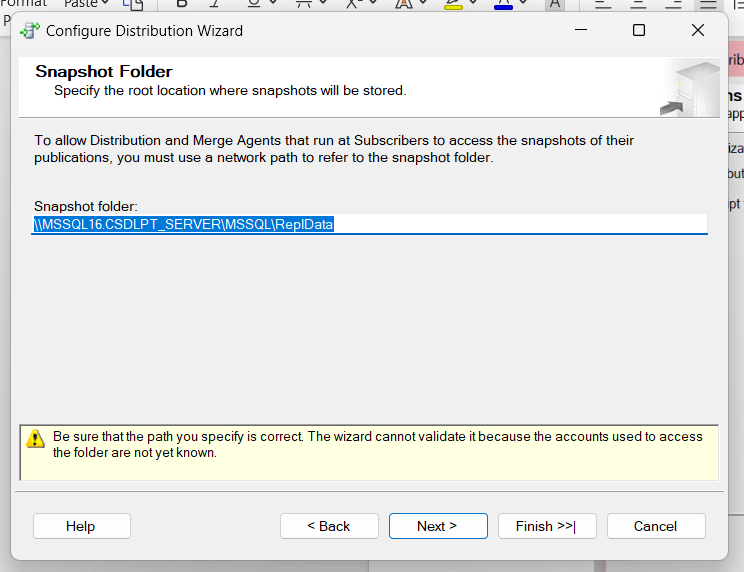 Format
Paste
B
A
A
A
Configure Distribution Wizard
Snapshot Folder
Specify the root location where snapshots will be stored.
To allow Distribution and Merge Agents that run at Subscribers to access the snapshots of their
publications, you must use a network path to refer to the snapshot folder.
Snapshot folder:
\\MSSQL16.CSDLPT_SERVER\MSSQL\ReplData
Be sure that the path you specify is correct. The wizard cannot validate it because the accounts used to access
the folder are not yet known.
Help
< Back
Next >
Finish >>|
Cancel